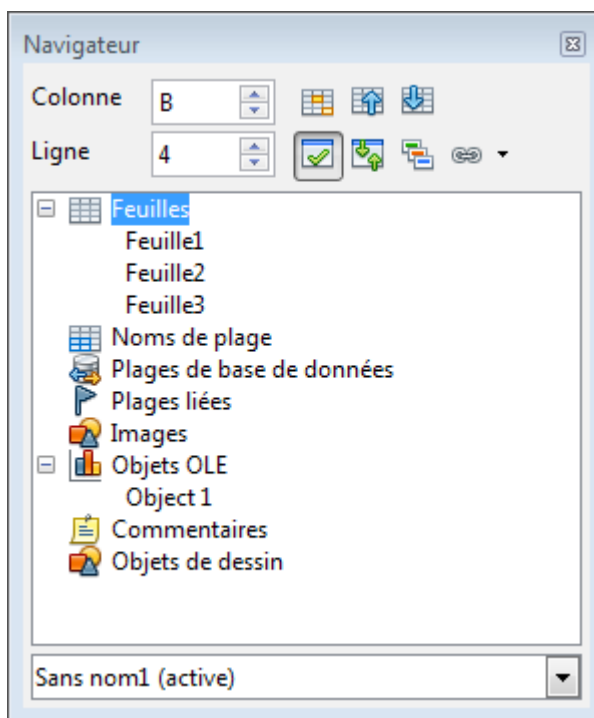 Navigateur
Colonne B
Ligne 4
Feuilles
Feuille1
Feuille2
Feuille3
Noms de plage
Plages de base de données
Plages liées
Images
Objets OLE
Object 1
Commentaires
Objets de dessin
Sans nom1 (active)